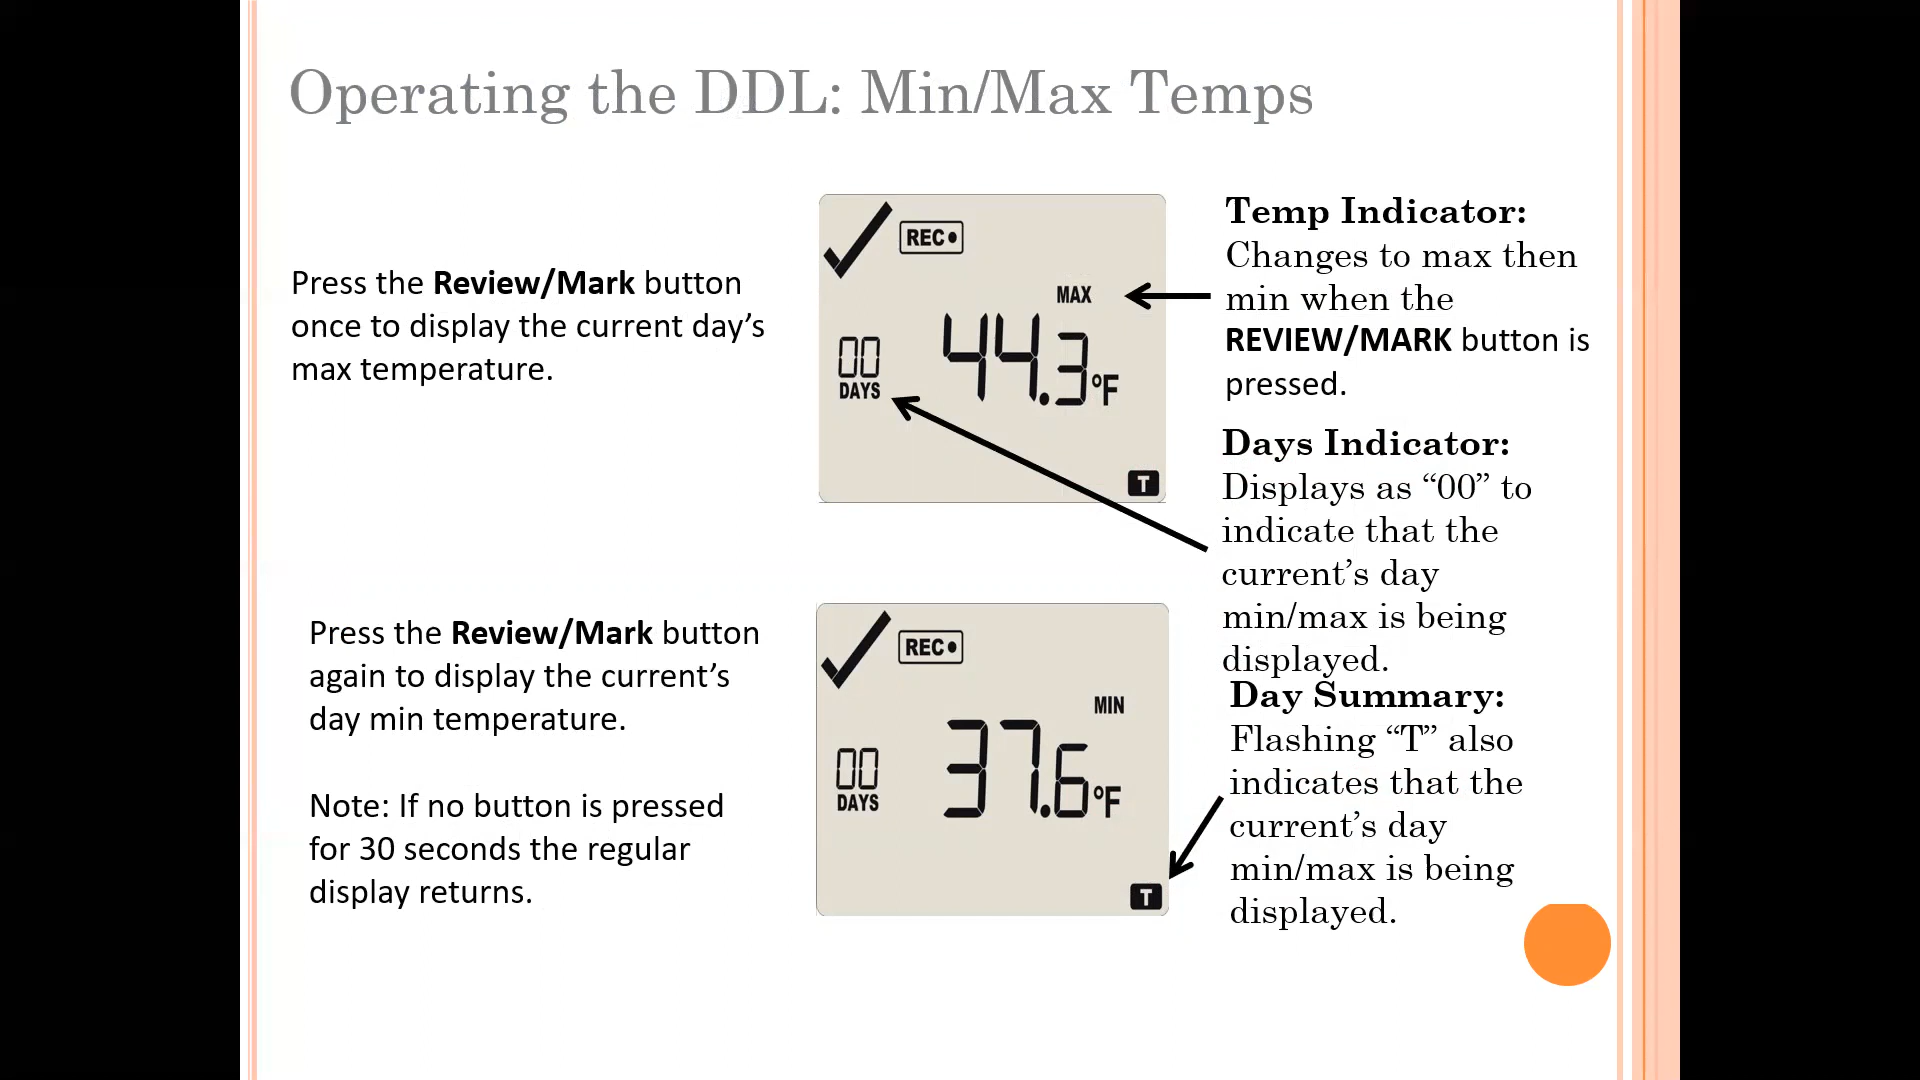 Operating the DDL: Min/Max Temps
Press the Review/Mark button
once to display the current day’s
max temperature.
REC
MAX
00
DAYS
44.3°F
T
Temp Indicator:
Changes to max then
min when the
REVIEW/MARK button is
pressed.
Days Indicator:
Displays as “00” to
indicate that the
current’s day
min/max is being
displayed.
Press the Review/Mark button
again to display the current’s
day min temperature.
Note: If no button is pressed
for 30 seconds the regular
display returns.
REC
MIN
00
DAYS
37.6°F
T
Day Summary:
Flashing “T” also
indicates that the
current’s day
min/max is being
displayed.